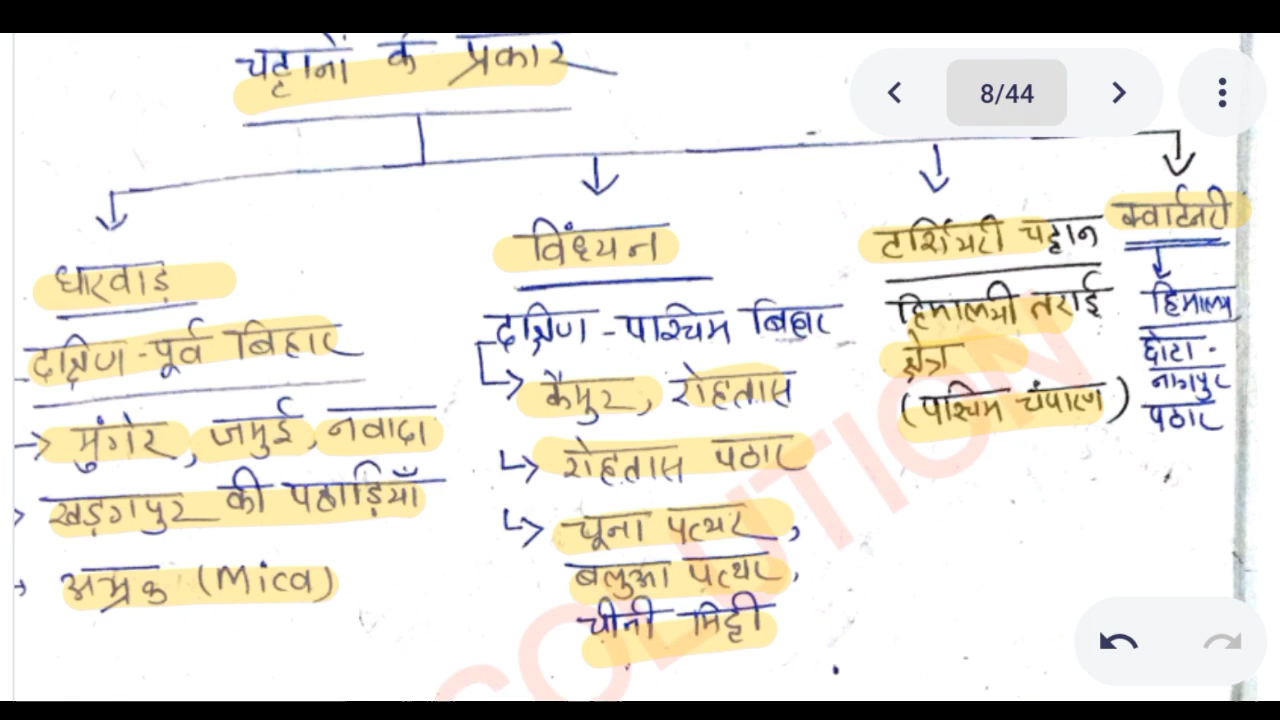 चट्टानों के प्रकार
8/44
धारवाड़
दक्षिण-पूर्व बिहार
→ मुंगेर, जमुई, नवादा
→ खड़गपुर की पहाड़ियाँ
→ अभ्रक (Mica)
विंध्यन
दक्षिण-पश्चिम बिहार
→ कैमुर, रोहतास
↳ रोहतास पठार
↳ चूना पत्थर,
बलुआ पत्थर,
चीनी मिट्टी
टर्शियरी चट्टान
हिमालयी तराई
क्षेत्र
(पश्चिम चंपारण)
क्वार्टनरी
हिमालय
छोटा-
नागपुर
पठार
SOLUTION